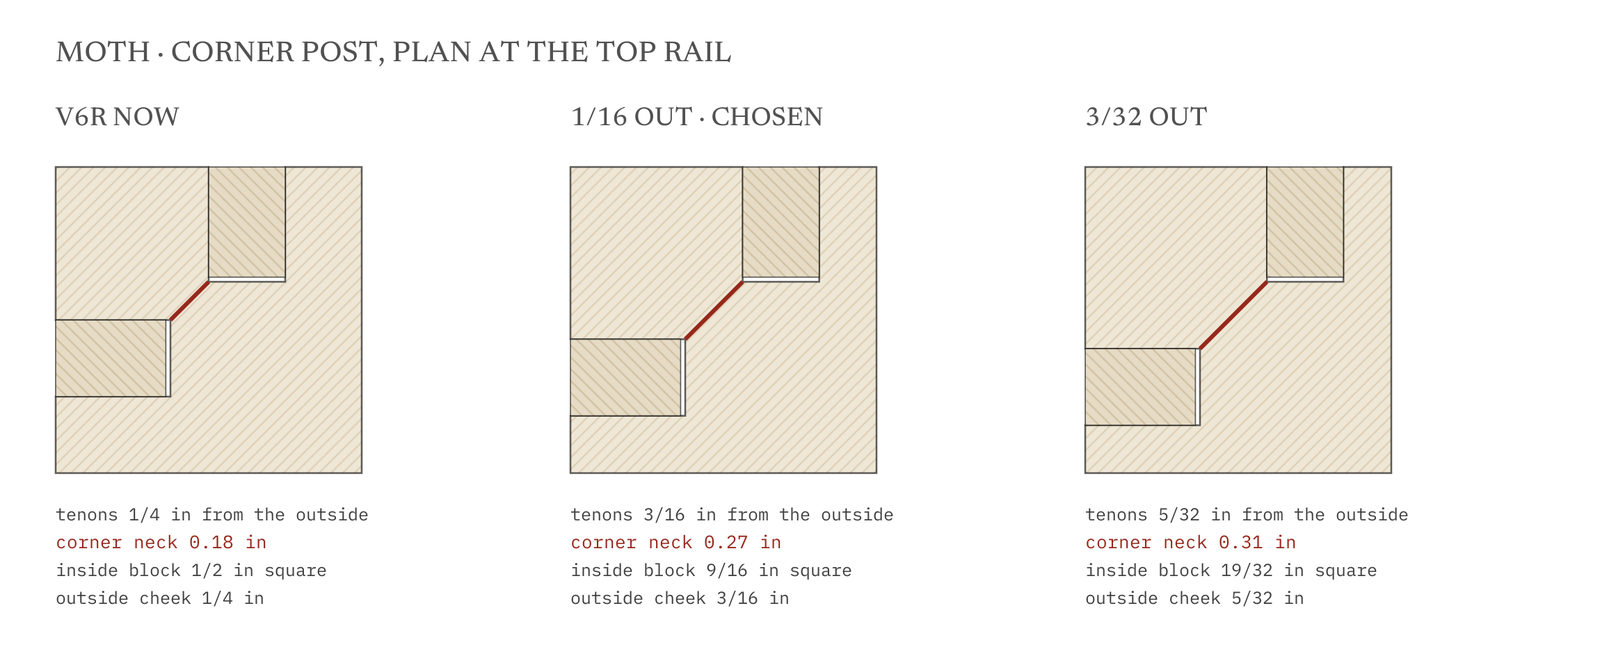 MOTH · CORNER POST, PLAN AT THE TOP RAIL
V6R NOW
1/16 OUT · CHOSEN
3/32 OUT
tenons 1/4 in from the outside
corner neck 0.18 in
inside block 1/2 in square
outside cheek 1/4 in
tenons 3/16 in from the outside
corner neck 0.27 in
inside block 9/16 in square
outside cheek 3/16 in
tenons 5/32 in from the outside
corner neck 0.31 in
inside block 19/32 in square
outside cheek 5/32 in